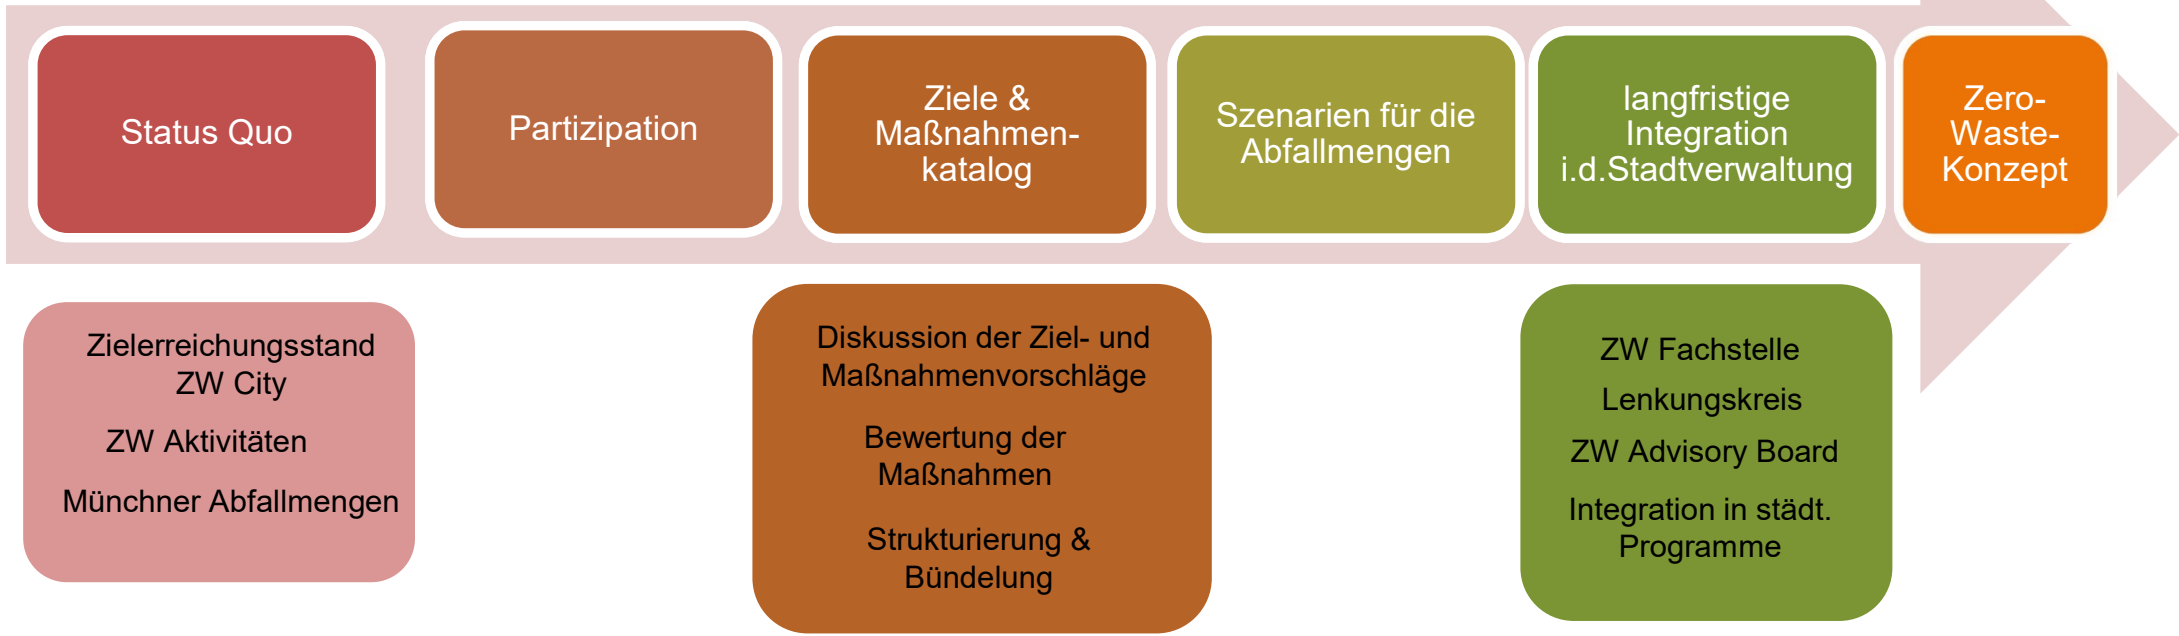 Status Quo
Partizipation
Ziele &
Maßnahmen-
katalog
Szenarien für die
Abfallmengen
langfristige
Integration
i.d.Stadtverwaltung
Zero-
Waste-
Konzept
Zielerreichungsstand
ZW City
ZW Aktivitäten
Münchner Abfallmengen
Diskussion der Ziel- und
Maßnahmenvorschläge
Bewertung der
Maßnahmen
Strukturierung &
Bündelung
ZW Fachstelle
Lenkungskreis
ZW Advisory Board
Integration in städt.
Programme